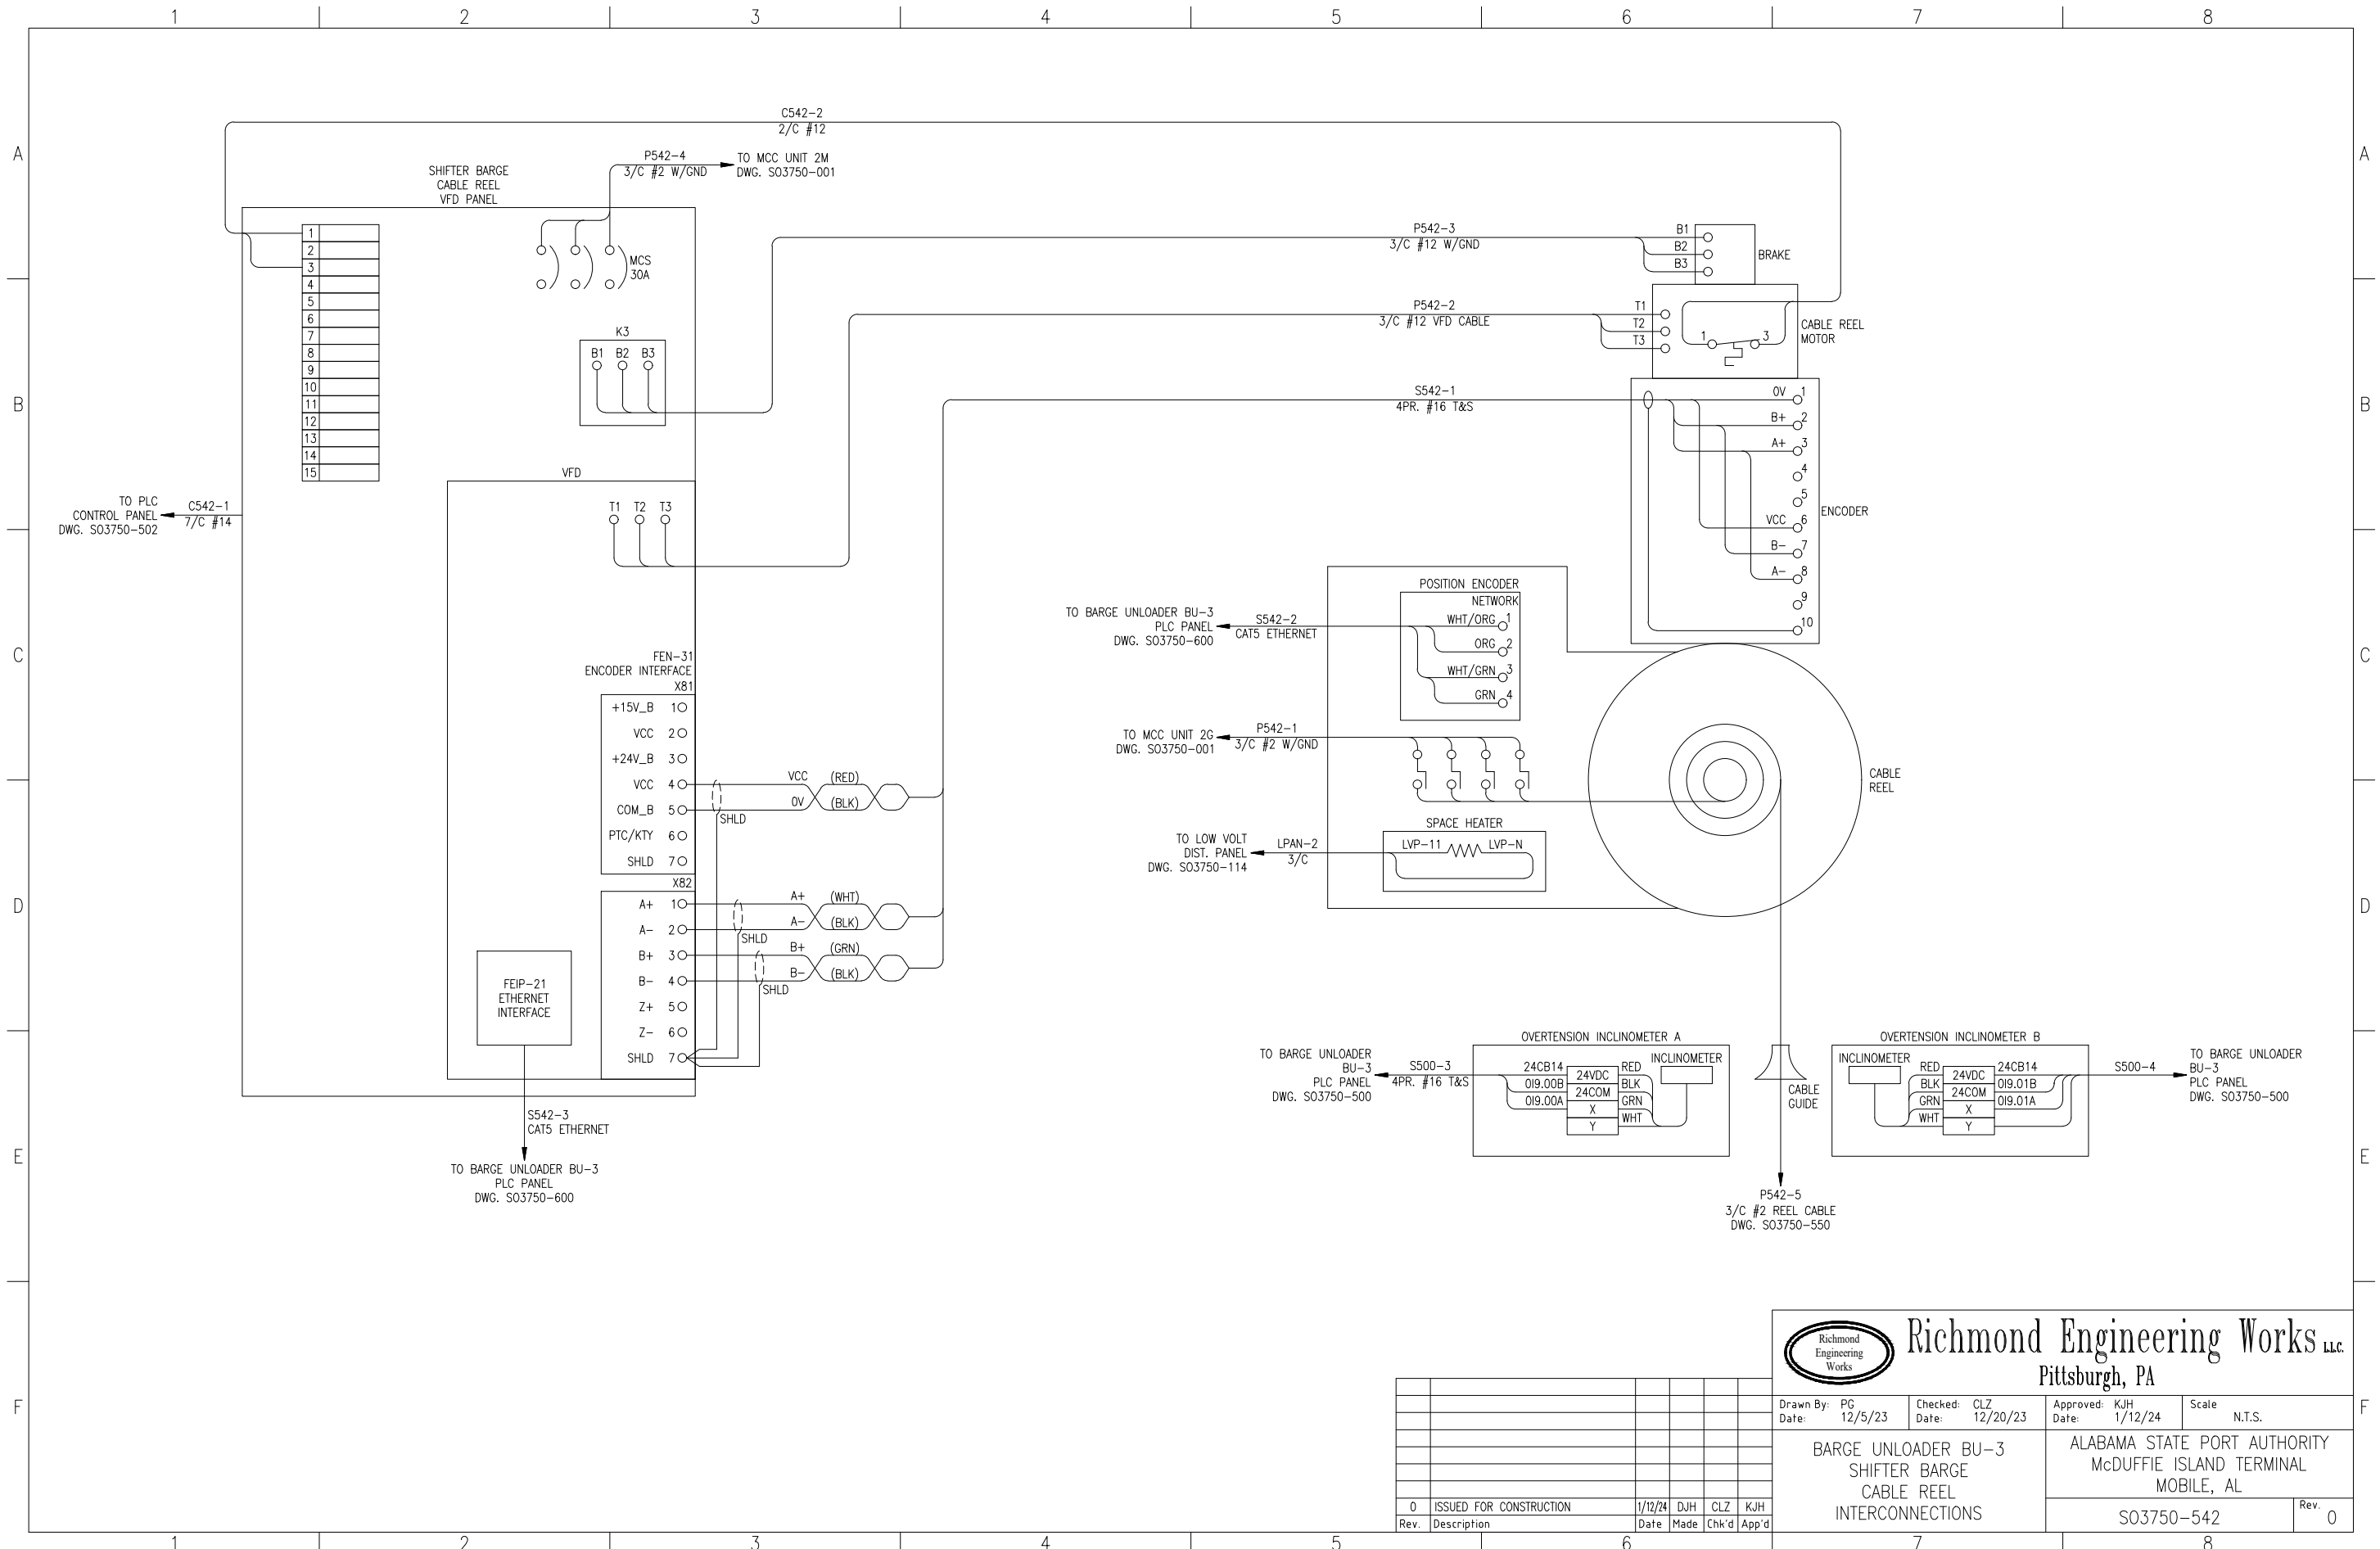 1 2 3 4 5 6 7 8
A
B
C
D
E
F
A
B
C
D
E
F
1 2 3 4 5 6 7 8
C542-2
2/C #12
P542-4
3/C #2 W/GND
TO MCC UNIT 2M
DWG. SO3750-001
SHIFTER BARGE
CABLE REEL
VFD PANEL
1
2
3
4
5
6
7
8
9
10
11
12
13
14
15
MCS
30A
K3
B1 B2 B3
TO PLC
CONTROL PANEL
DWG. SO3750-502
C542-1
7/C #14
VFD
T1 T2 T3
FEN-31
ENCODER INTERFACE
X81
+15V_B 1
VCC 2
+24V_B 3
VCC 4
COM_B 5
PTC/KTY 6
SHLD 7
X82
A+ 1
A- 2
B+ 3
B- 4
Z+ 5
Z- 6
SHLD 7
VCC (RED)
0V (BLK)
SHLD
A+ (WHT)
A- (BLK)
SHLD
B+ (GRN)
B- (BLK)
SHLD
FEIP-21
ETHERNET
INTERFACE
S542-3
CAT5 ETHERNET
TO BARGE UNLOADER BU-3
PLC PANEL
DWG. SO3750-600
P542-3
3/C #12 W/GND
B1
B2
B3
BRAKE
P542-2
3/C #12 VFD CABLE
T1
T2
T3
1 3
CABLE REEL
MOTOR
S542-1
4PR. #16 T&S
0V 1
B+ 2
A+ 3
4
5
VCC 6
B- 7
A- 8
9
10
ENCODER
POSITION ENCODER
NETWORK
WHT/ORG 1
ORG 2
WHT/GRN 3
GRN 4
TO BARGE UNLOADER BU-3
PLC PANEL
DWG. SO3750-600
S542-2
CAT5 ETHERNET
TO MCC UNIT 2G
DWG. SO3750-001
P542-1
3/C #2 W/GND
CABLE
REEL
SPACE HEATER
LVP-11 LVP-N
TO LOW VOLT
DIST. PANEL
DWG. SO3750-114
LPAN-2
3/C
OVERTENSION INCLINOMETER A
TO BARGE UNLOADER
BU-3
PLC PANEL
DWG. SO3750-500
S500-3
4PR. #16 T&S
24CB14 24VDC RED
0I9.00B 24COM BLK
0I9.00A X GRN
Y WHT
INCLINOMETER
CABLE
GUIDE
P542-5
3/C #2 REEL CABLE
DWG. SO3750-550
OVERTENSION INCLINOMETER B
INCLINOMETER
RED 24VDC 24CB14
BLK 24COM 0I9.01B
GRN X 0I9.01A
WHT Y
S500-4
TO BARGE UNLOADER
BU-3
PLC PANEL
DWG. SO3750-500
Richmond
Engineering
Works
Richmond Engineering Works L.L.C.
Pittsburgh, PA
Drawn By: PG
Date: 12/5/23
Checked: CLZ
Date: 12/20/23
Approved: KJH
Date: 1/12/24
Scale
N.T.S.
BARGE UNLOADER BU-3
SHIFTER BARGE
CABLE REEL
INTERCONNECTIONS
ALABAMA STATE PORT AUTHORITY
McDUFFIE ISLAND TERMINAL
MOBILE, AL
SO3750-542
Rev.
0
0 ISSUED FOR CONSTRUCTION 1/12/24 DJH CLZ KJH
Rev. Description Date Made Chk'd App'd